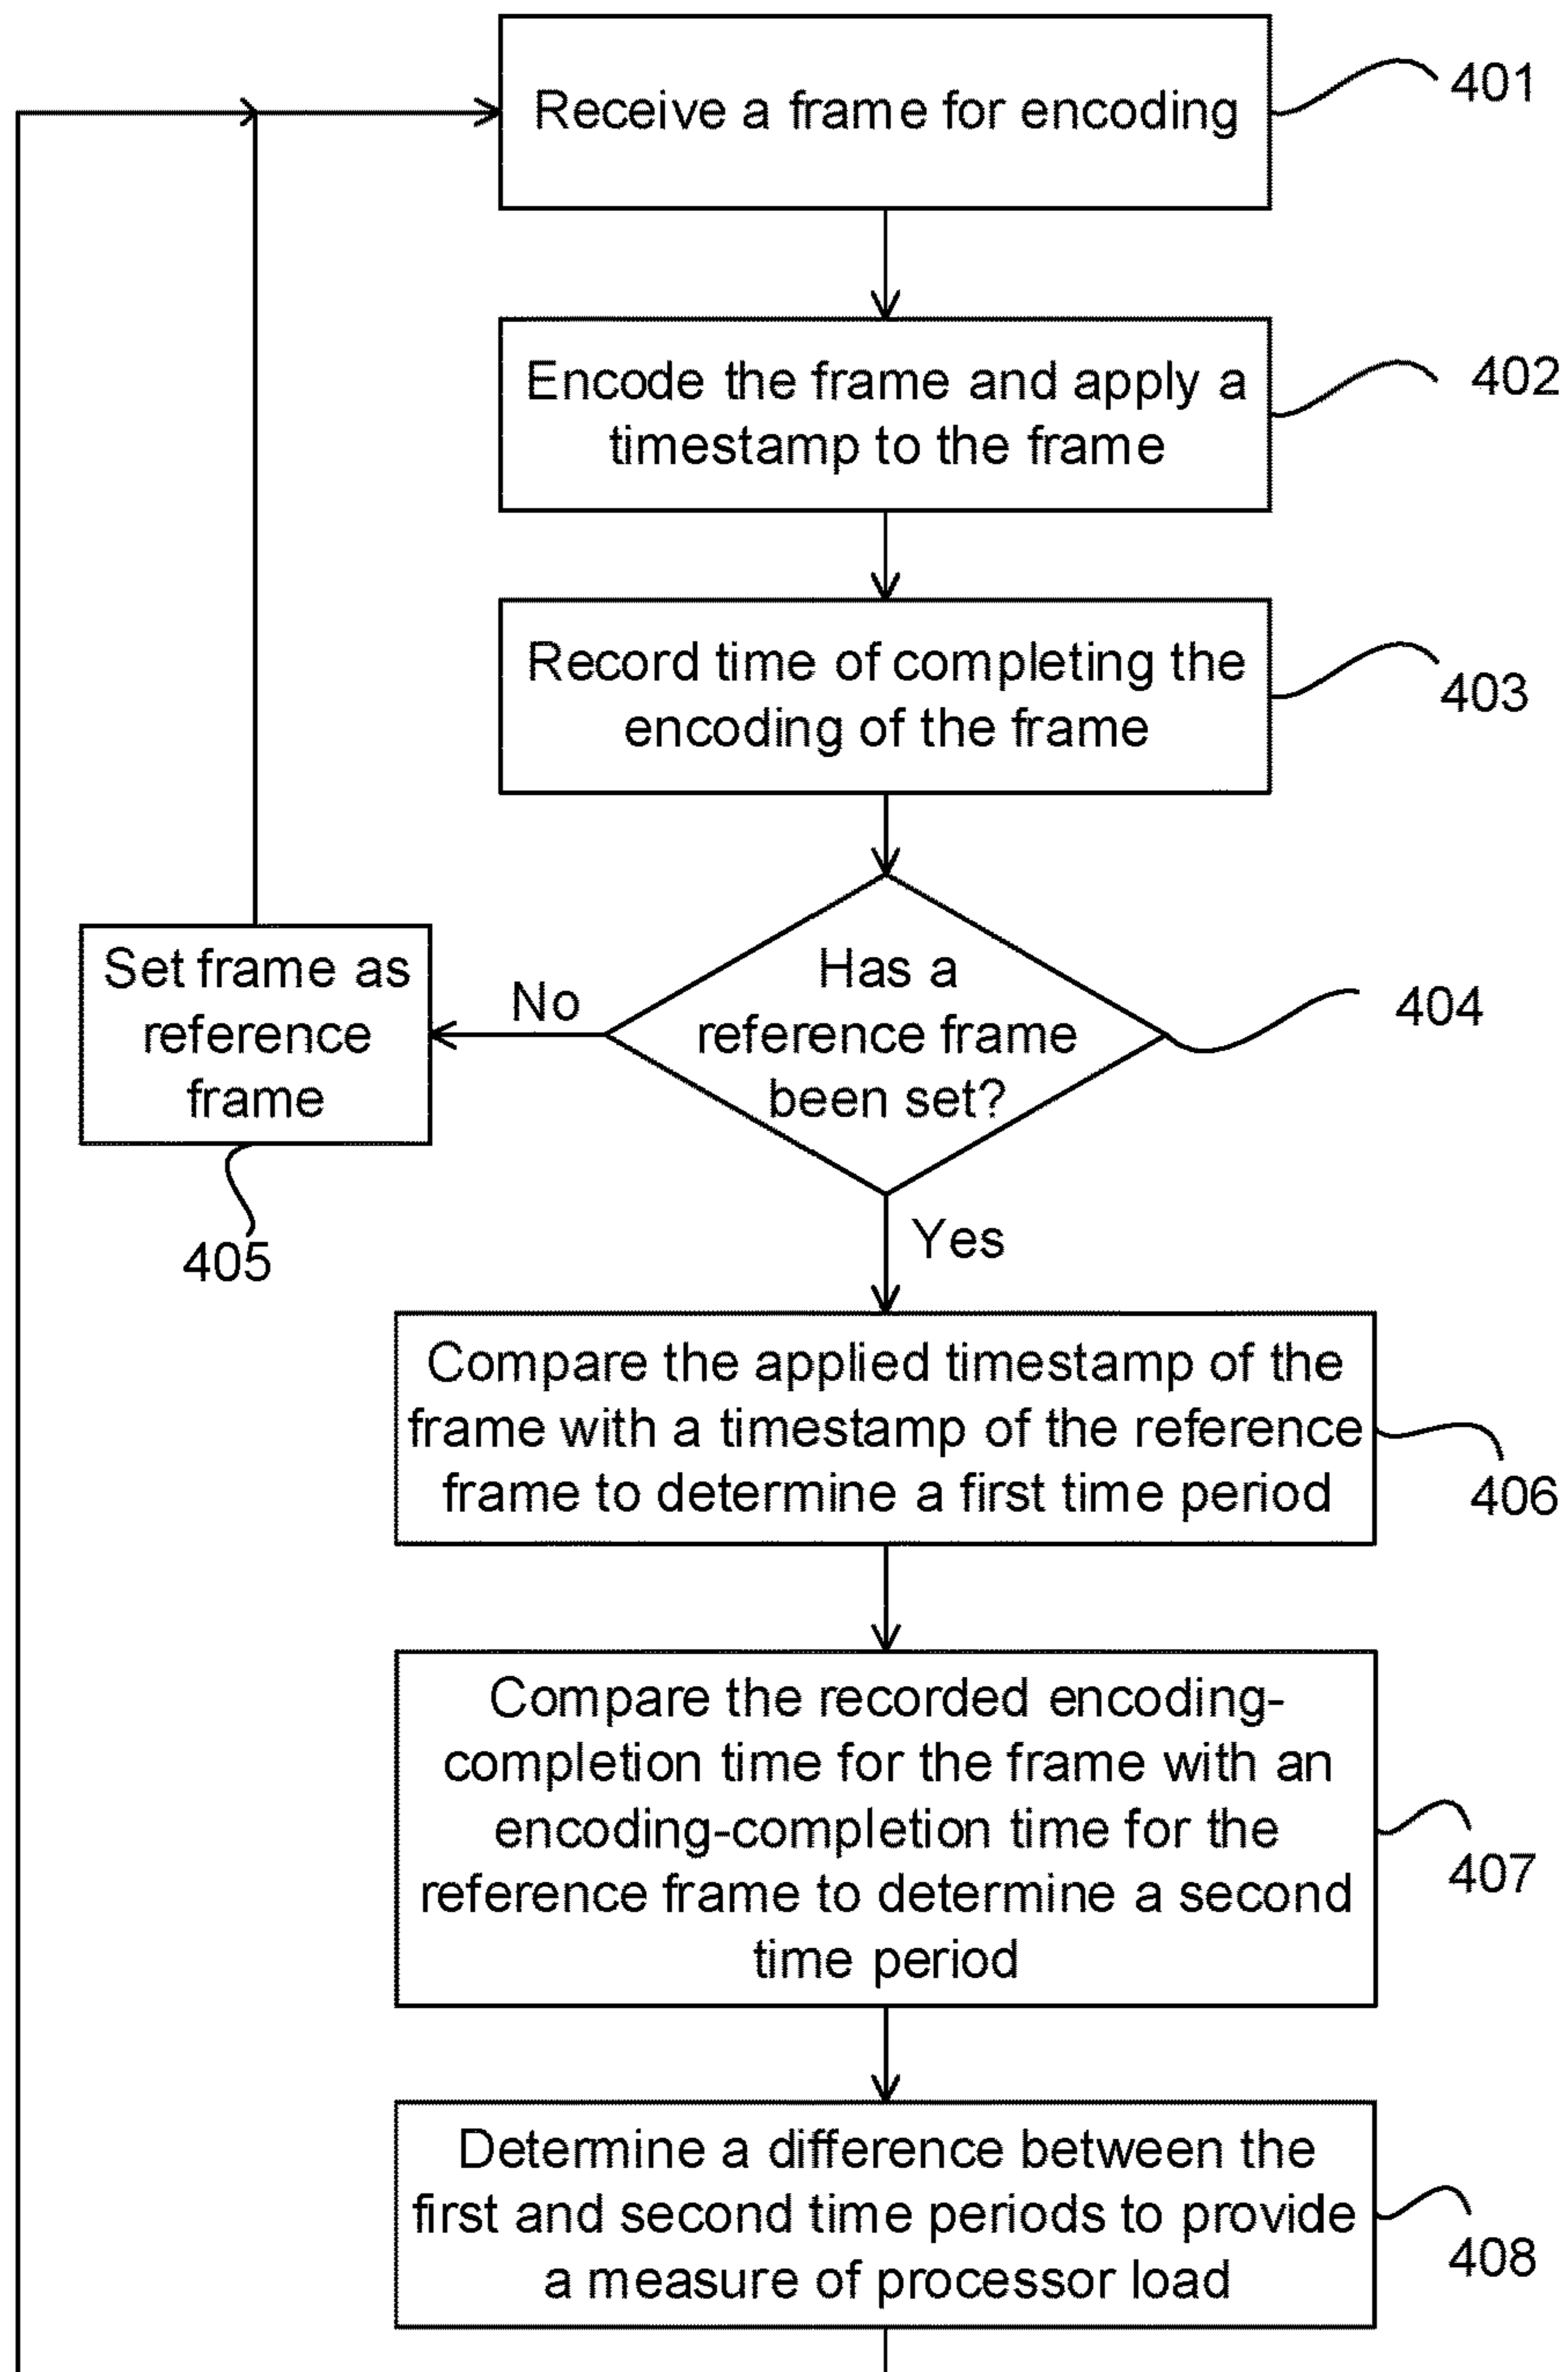 Receive a frame for encoding
401
Encode the frame and apply a
timestamp to the frame
402
Record time of completing the
encoding of the frame
403
Has a
reference frame
been set?
404
No
Set frame as
reference
frame
405
Yes
Compare the applied timestamp of the
frame with a timestamp of the reference
frame to determine a first time period
406
Compare the recorded encoding-
completion time for the frame with an
encoding-completion time for the
reference frame to determine a second
time period
407
Determine a difference between the
first and second time periods to provide
a measure of processor load
408